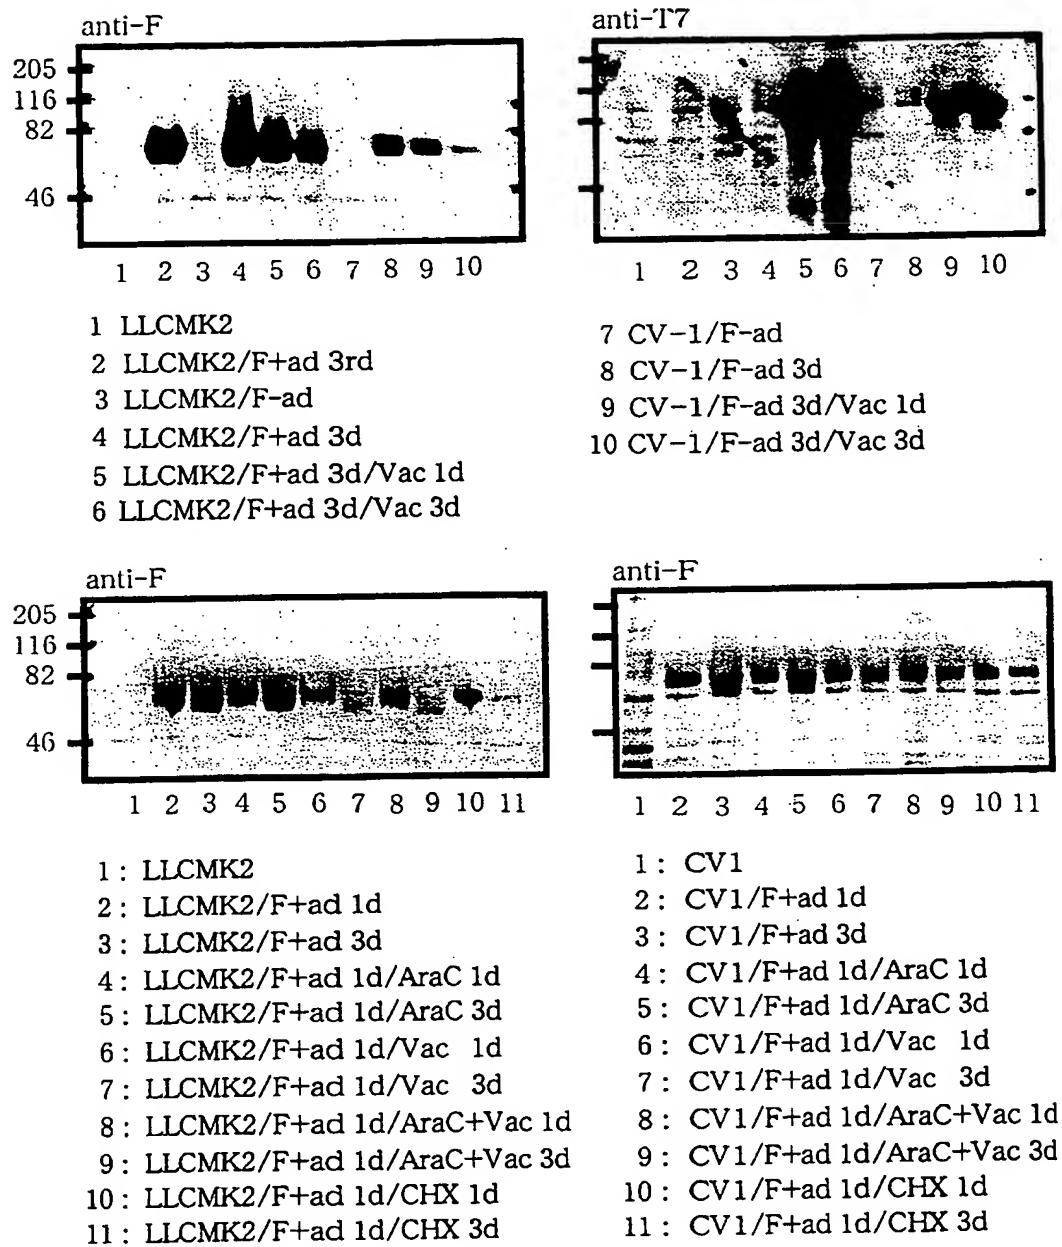 anti-F
205
116
82
46
1 2 3 4 5 6 7 8 9 10
anti-T7
1 2 3 4 5 6 7 8 9 10
1 LLCMK2
2 LLCMK2/F+ad 3rd
3 LLCMK2/F-ad
4 LLCMK2/F+ad 3d
5 LLCMK2/F+ad 3d/Vac 1d
6 LLCMK2/F+ad 3d/Vac 3d
7 CV-1/F-ad
8 CV-1/F-ad 3d
9 CV-1/F-ad 3d/Vac 1d
10 CV-1/F-ad 3d/Vac 3d
anti-F
205
116
82
46
1 2 3 4 5 6 7 8 9 10 11
anti-F
1 2 3 4 5 6 7 8 9 10 11
1 : LLCMK2
2 : LLCMK2/F+ad 1d
3 : LLCMK2/F+ad 3d
4 : LLCMK2/F+ad 1d/AraC 1d
5 : LLCMK2/F+ad 1d/AraC 3d
6 : LLCMK2/F+ad 1d/Vac 1d
7 : LLCMK2/F+ad 1d/Vac 3d
8 : LLCMK2/F+ad 1d/AraC+Vac 1d
9 : LLCMK2/F+ad 1d/AraC+Vac 3d
10 : LLCMK2/F+ad 1d/CHX 1d
11 : LLCMK2/F+ad 1d/CHX 3d
1 : CV1
2 : CV1/F+ad 1d
3 : CV1/F+ad 3d
4 : CV1/F+ad 1d/AraC 1d
5 : CV1/F+ad 1d/AraC 3d
6 : CV1/F+ad 1d/Vac 1d
7 : CV1/F+ad 1d/Vac 3d
8 : CV1/F+ad 1d/AraC+Vac 1d
9 : CV1/F+ad 1d/AraC+Vac 3d
10 : CV1/F+ad 1d/CHX 1d
11 : CV1/F+ad 1d/CHX 3d